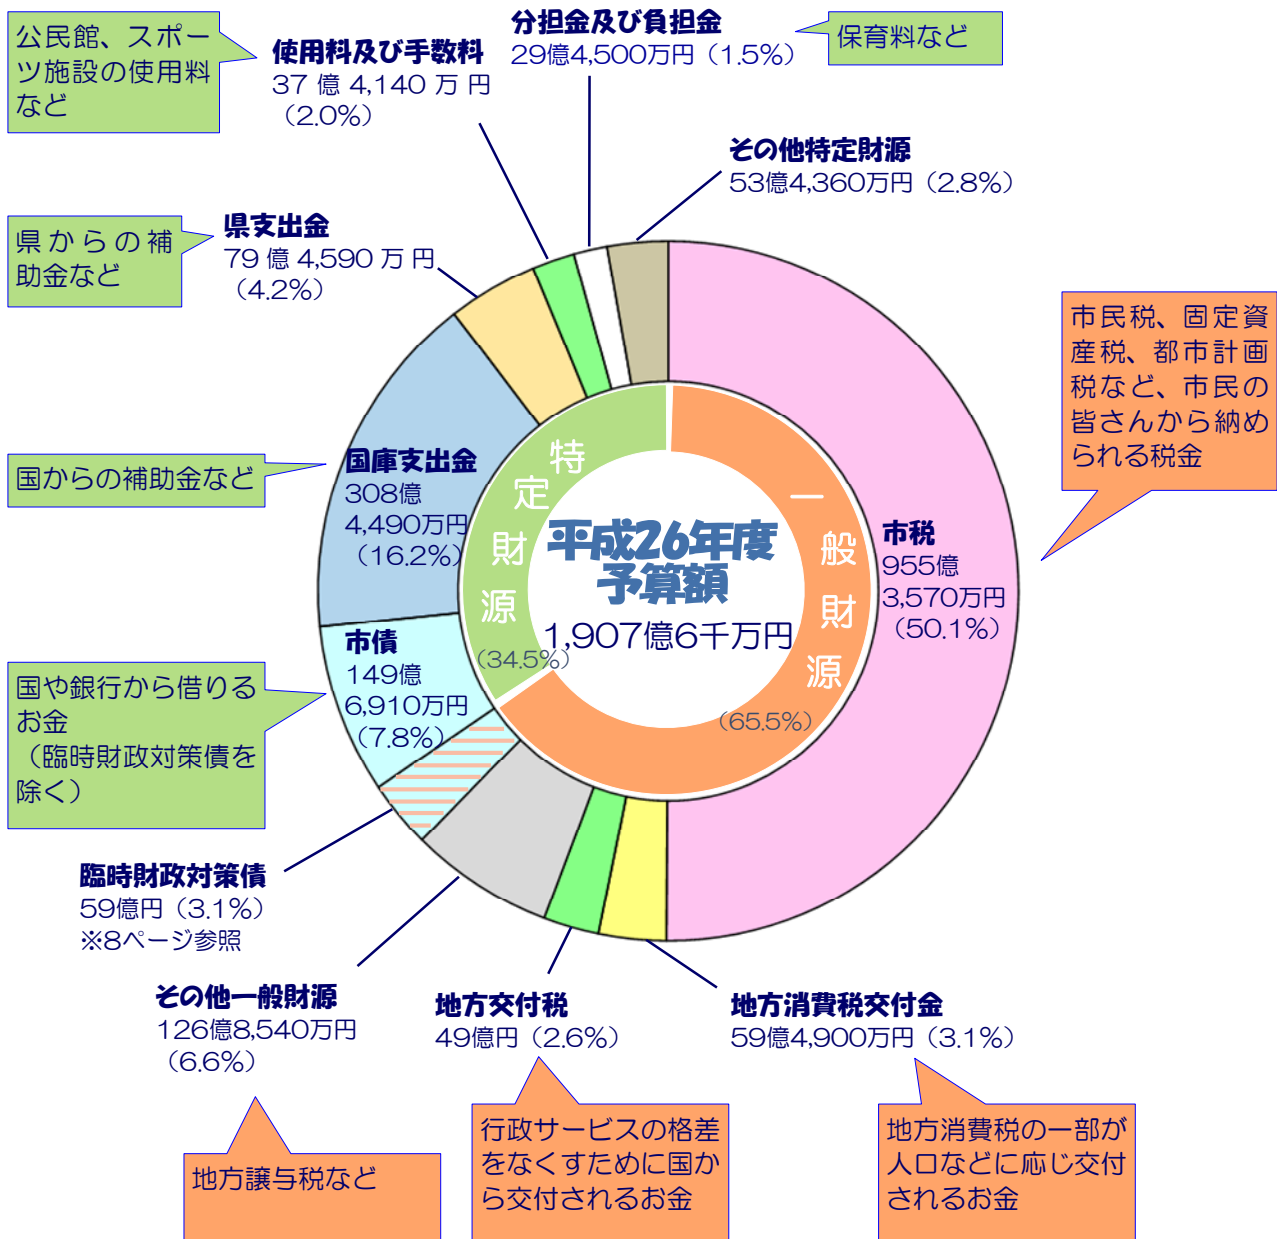 公民館、スポー
ツ施設の使用料
など
使用料及び手数料
37 億 4,140 万 円
（2.0%）
分担金及び負担金
29億4,500万円（1.5%）
保育料など
その他特定財源
53億4,360万円（2.8%）
県からの補
助金など
県支出金
79 億 4,590 万 円
（4.2%）
市民税、固定資
産税、都市計画
税など、市民の
皆さんから納め
られる税金
国からの補助金など
国庫支出金
308億
4,490万円
（16.2%）
特定財源
（34.5%）
平成26年度
予算額
1,907億6千万円
一般財源
（65.5%）
市税
955億
3,570万円
（50.1%）
市債
149億
6,910万円
（7.8%）
国や銀行から借りる
お金
（臨時財政対策債を
除く）
臨時財政対策債
59億円（3.1%）
※8ページ参照
その他一般財源
126億8,540万円
（6.6%）
地方交付税
49億円（2.6%）
地方消費税交付金
59億4,900万円（3.1%）
地方譲与税など
行政サービスの格差
をなくすために国か
ら交付されるお金
地方消費税の一部が
人口などに応じ交付
されるお金